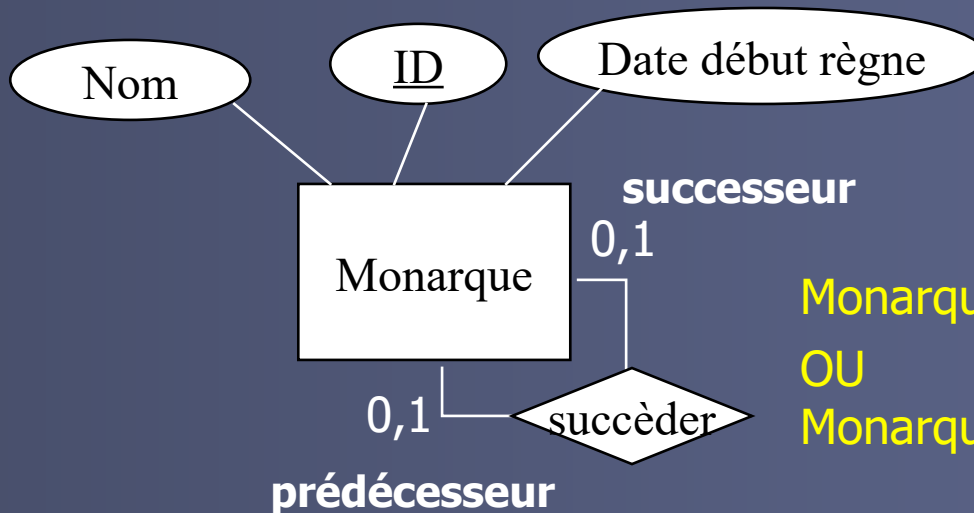 Nom
ID
Date début règne
successeur
0,1
Monarque
Monarqu
OU
Monarqu
0,1
succèder
prédécesseur